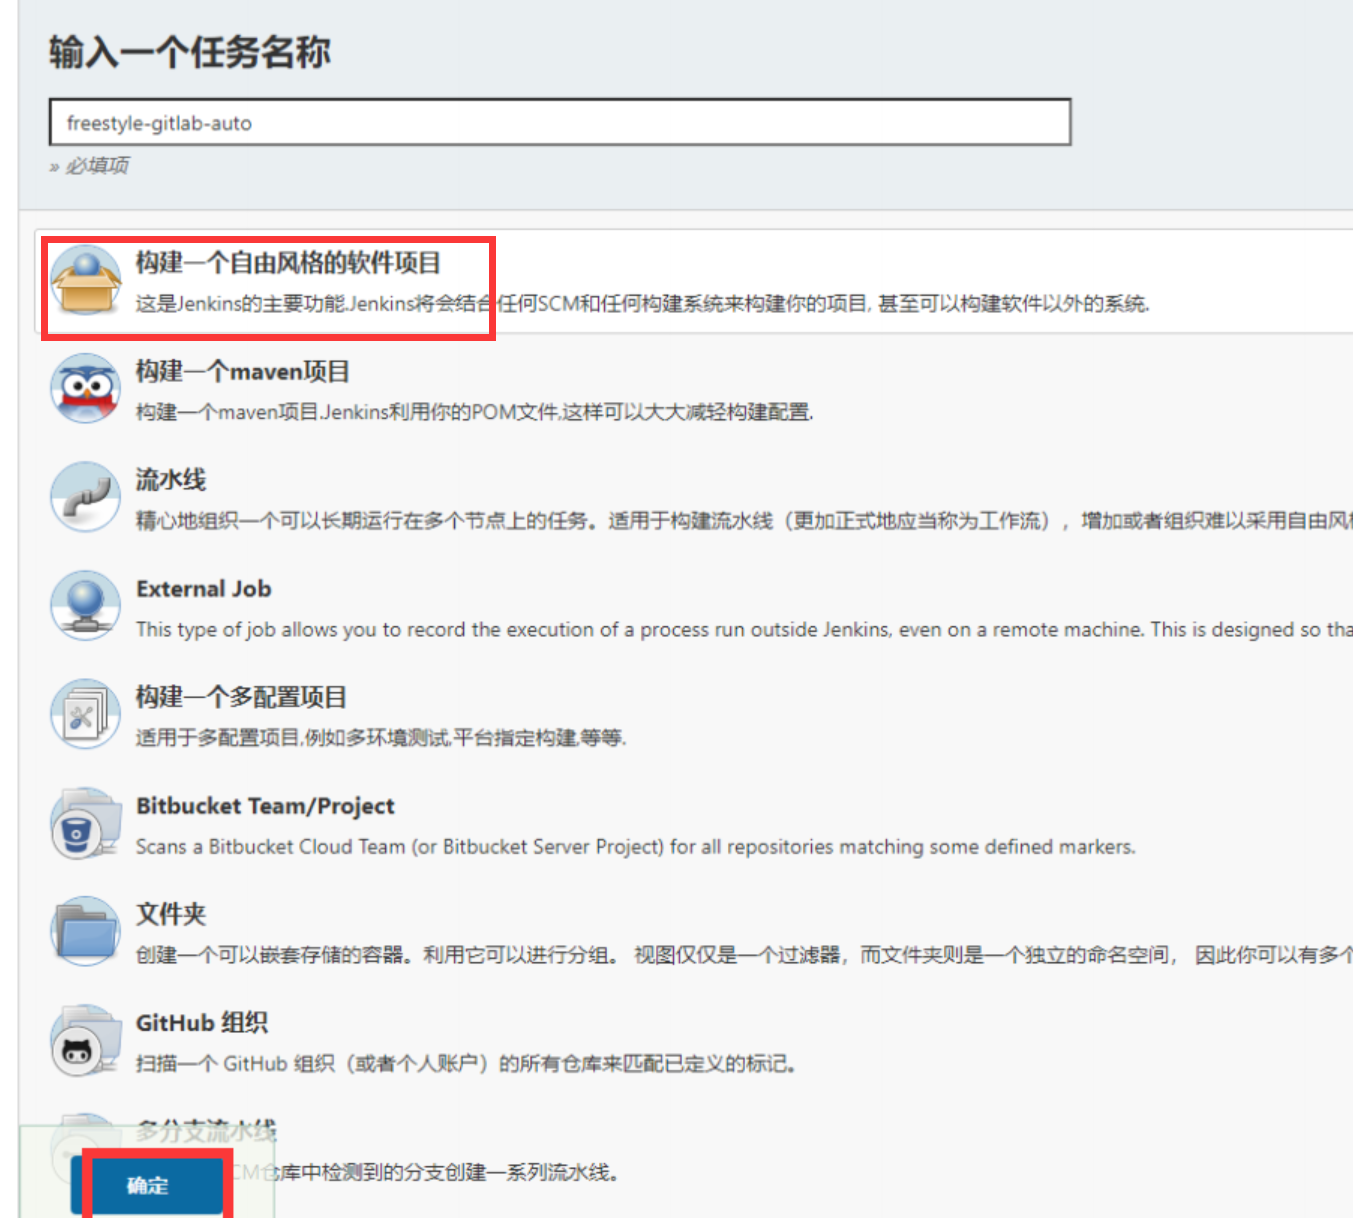 输入一个任务名称
freestyle-gitlab-auto
» 必填项
构建一个自由风格的软件项目
这是Jenkins的主要功能.Jenkins将会结合任何SCM和任何构建系统来构建你的项目, 甚至可以构建软件以外的系统.
构建一个maven项目
构建一个maven项目.Jenkins利用你的POM文件,这样可以大大减轻构建配置.
流水线
精心地组织一个可以长期运行在多个节点上的任务。适用于构建流水线（更加正式地应当称为工作流），增加或者组织难以采用自由风
External Job
This type of job allows you to record the execution of a process run outside Jenkins, even on a remote machine. This is designed so tha
构建一个多配置项目
适用于多配置项目,例如多环境测试,平台指定构建,等等.
Bitbucket Team/Project
Scans a Bitbucket Cloud Team (or Bitbucket Server Project) for all repositories matching some defined markers.
文件夹
创建一个可以嵌套存储的容器。利用它可以进行分组。 视图仅仅是一个过滤器，而文件夹则是一个独立的命名空间， 因此你可以有多个
GitHub 组织
扫描一个 GitHub 组织（或者个人账户）的所有仓库来匹配已定义的标记。
多分支流水线
CM仓库中检测到的分支创建一系列流水线。
确定